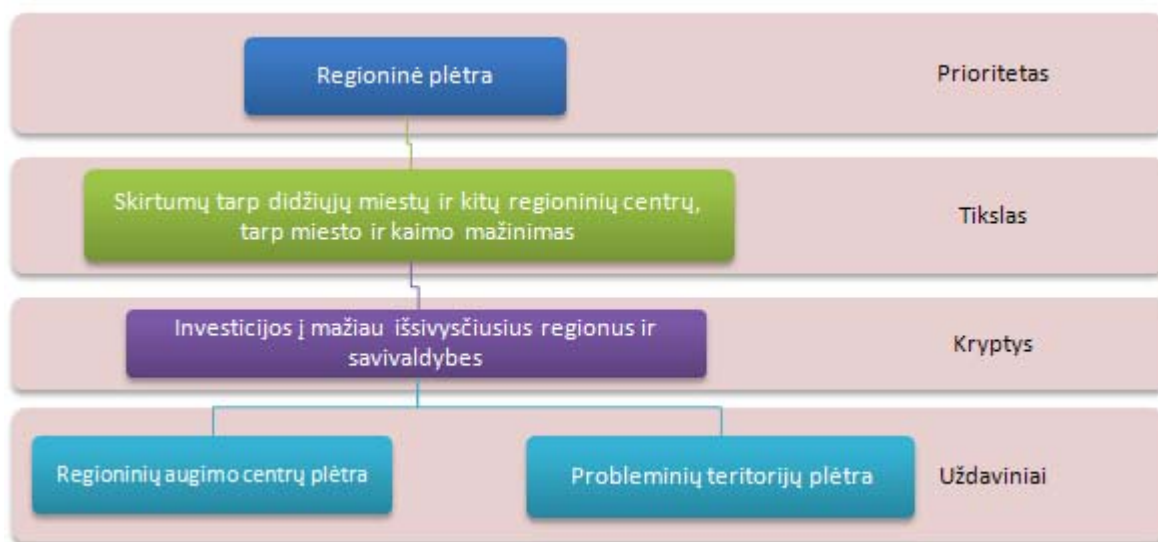 Regioninė plėtra
Prioritetas
Skirtumų tarp didžiųjų miestų ir kitų regioninių centrų,
tarp miesto ir kaimo mažinimas
Tikslas
Investicijos į mažiau išsivysčiusius regionus ir
savivaldybes
Kryptys
Regioninių augimo centrų plėtra
Probleminių teritorijų plėtra
Uždaviniai